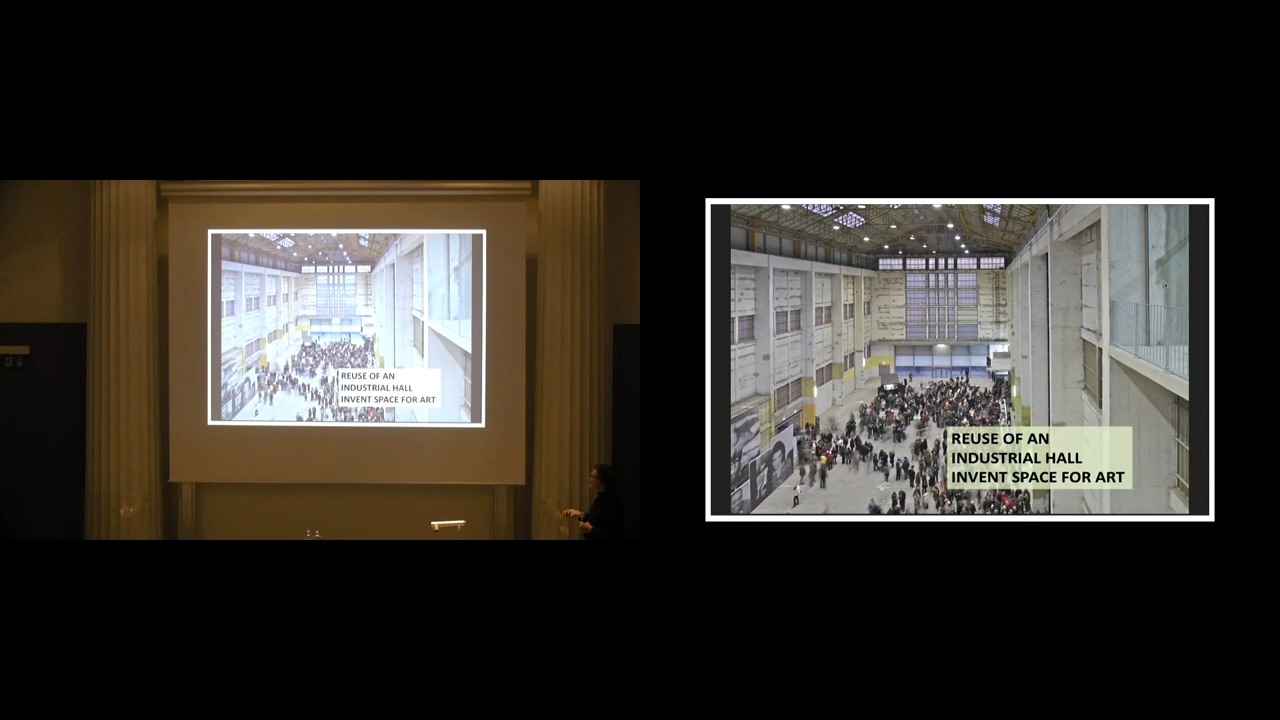 REUSE OF AN
INDUSTRIAL HALL
INVENT SPACE FOR ART
REUSE OF AN
INDUSTRIAL HALL
INVENT SPACE FOR ART